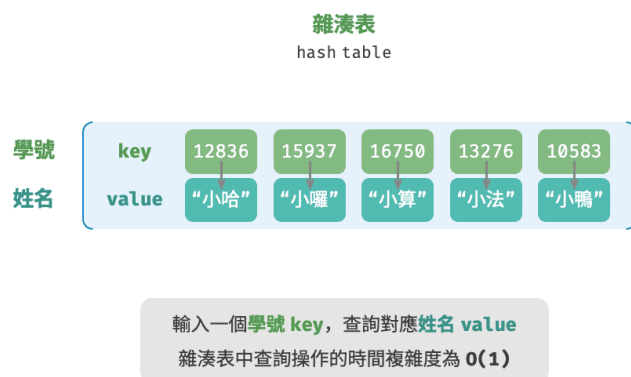 雜湊表
hash table
學號 key 12836 15937 16750 13276 10583
姓名 value “小哈” “小囉” “小算” “小法” “小鴨”
輸入一個學號 key，查詢對應姓名 value
雜湊表中查詢操作的時間複雜度為 O(1)